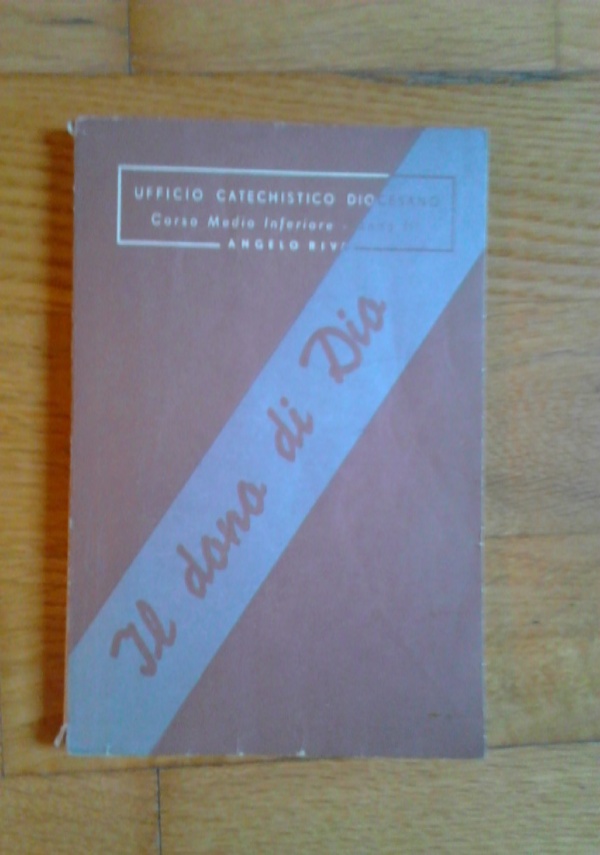 UFFICIO CATECHISTICO DIOCESANO
Corso Medio Inferiore -
ANGELO
Il dono di Dio